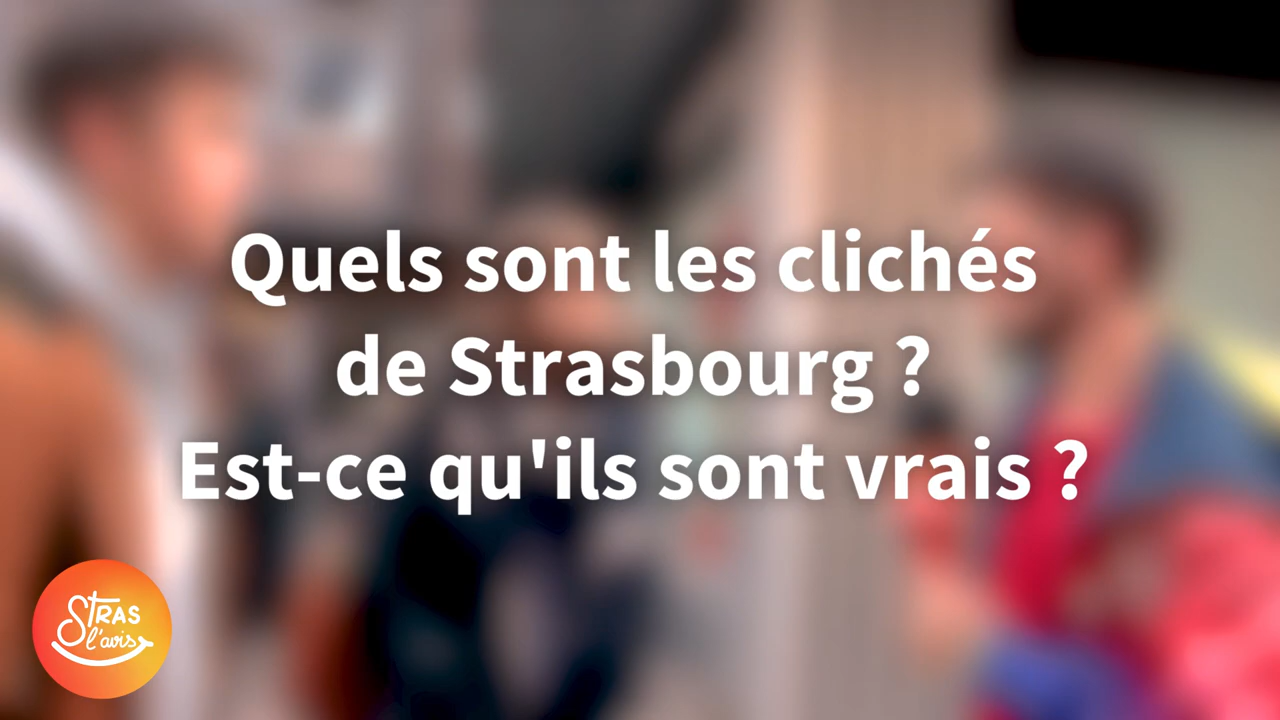 Quels sont les clichés
de Strasbourg ?
Est-ce qu'ils sont vrais ?
STRAS
l'avis